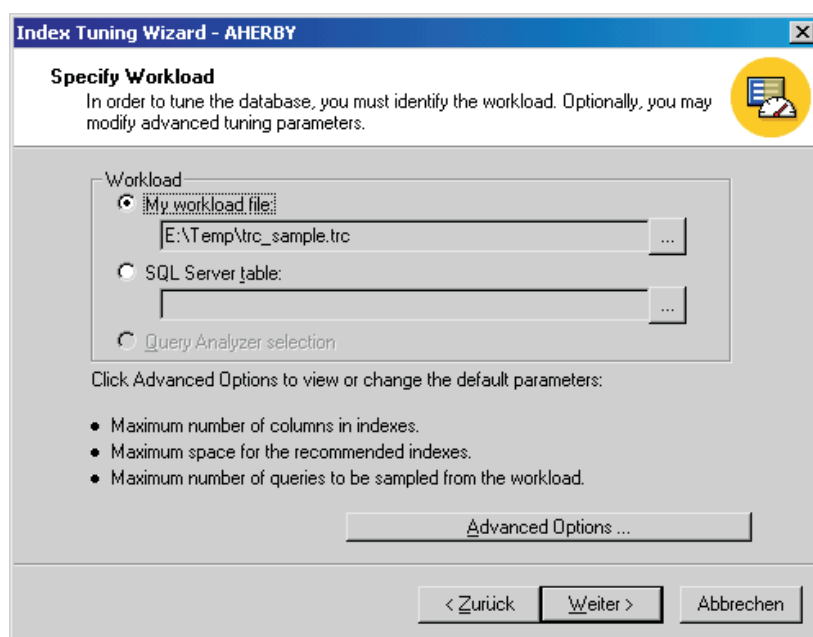 Index Tuning Wizard - AHERBY
Specify Workload
In order to tune the database, you must identify the workload. Optionally, you may
modify advanced tuning parameters.
Workload
My workload file:
E:\Temp\trc_sample.trc
...
SQL Server table:
...
Query Analyzer selection
Click Advanced Options to view or change the default parameters:
● Maximum number of columns in indexes.
● Maximum space for the recommended indexes.
● Maximum number of queries to be sampled from the workload.
Advanced Options ...
< Zurück Weiter > Abbrechen